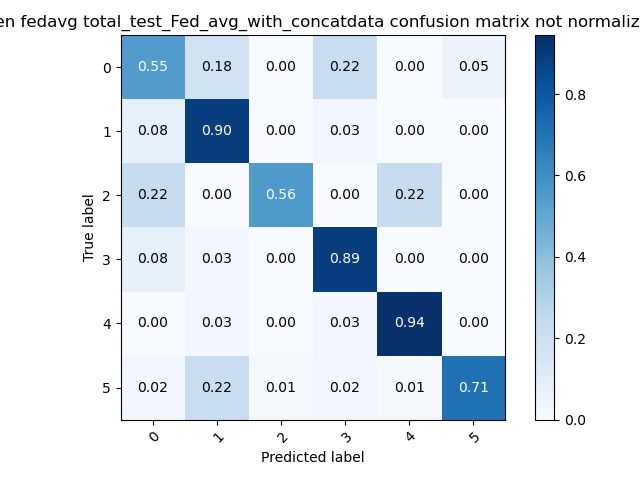 en fedavg total_test_Fed_avg_with_concatdata confusion matrix not normaliz
0 0.55 0.18 0.00 0.22 0.00 0.05
1 0.08 0.90 0.00 0.03 0.00 0.00
2 0.22 0.00 0.56 0.00 0.22 0.00
3 0.08 0.03 0.00 0.89 0.00 0.00
4 0.00 0.03 0.00 0.03 0.94 0.00
5 0.02 0.22 0.01 0.02 0.01 0.71
0 1 2 3 4 5
True label
Predicted label
0.8
0.6
0.4
0.2
0.0